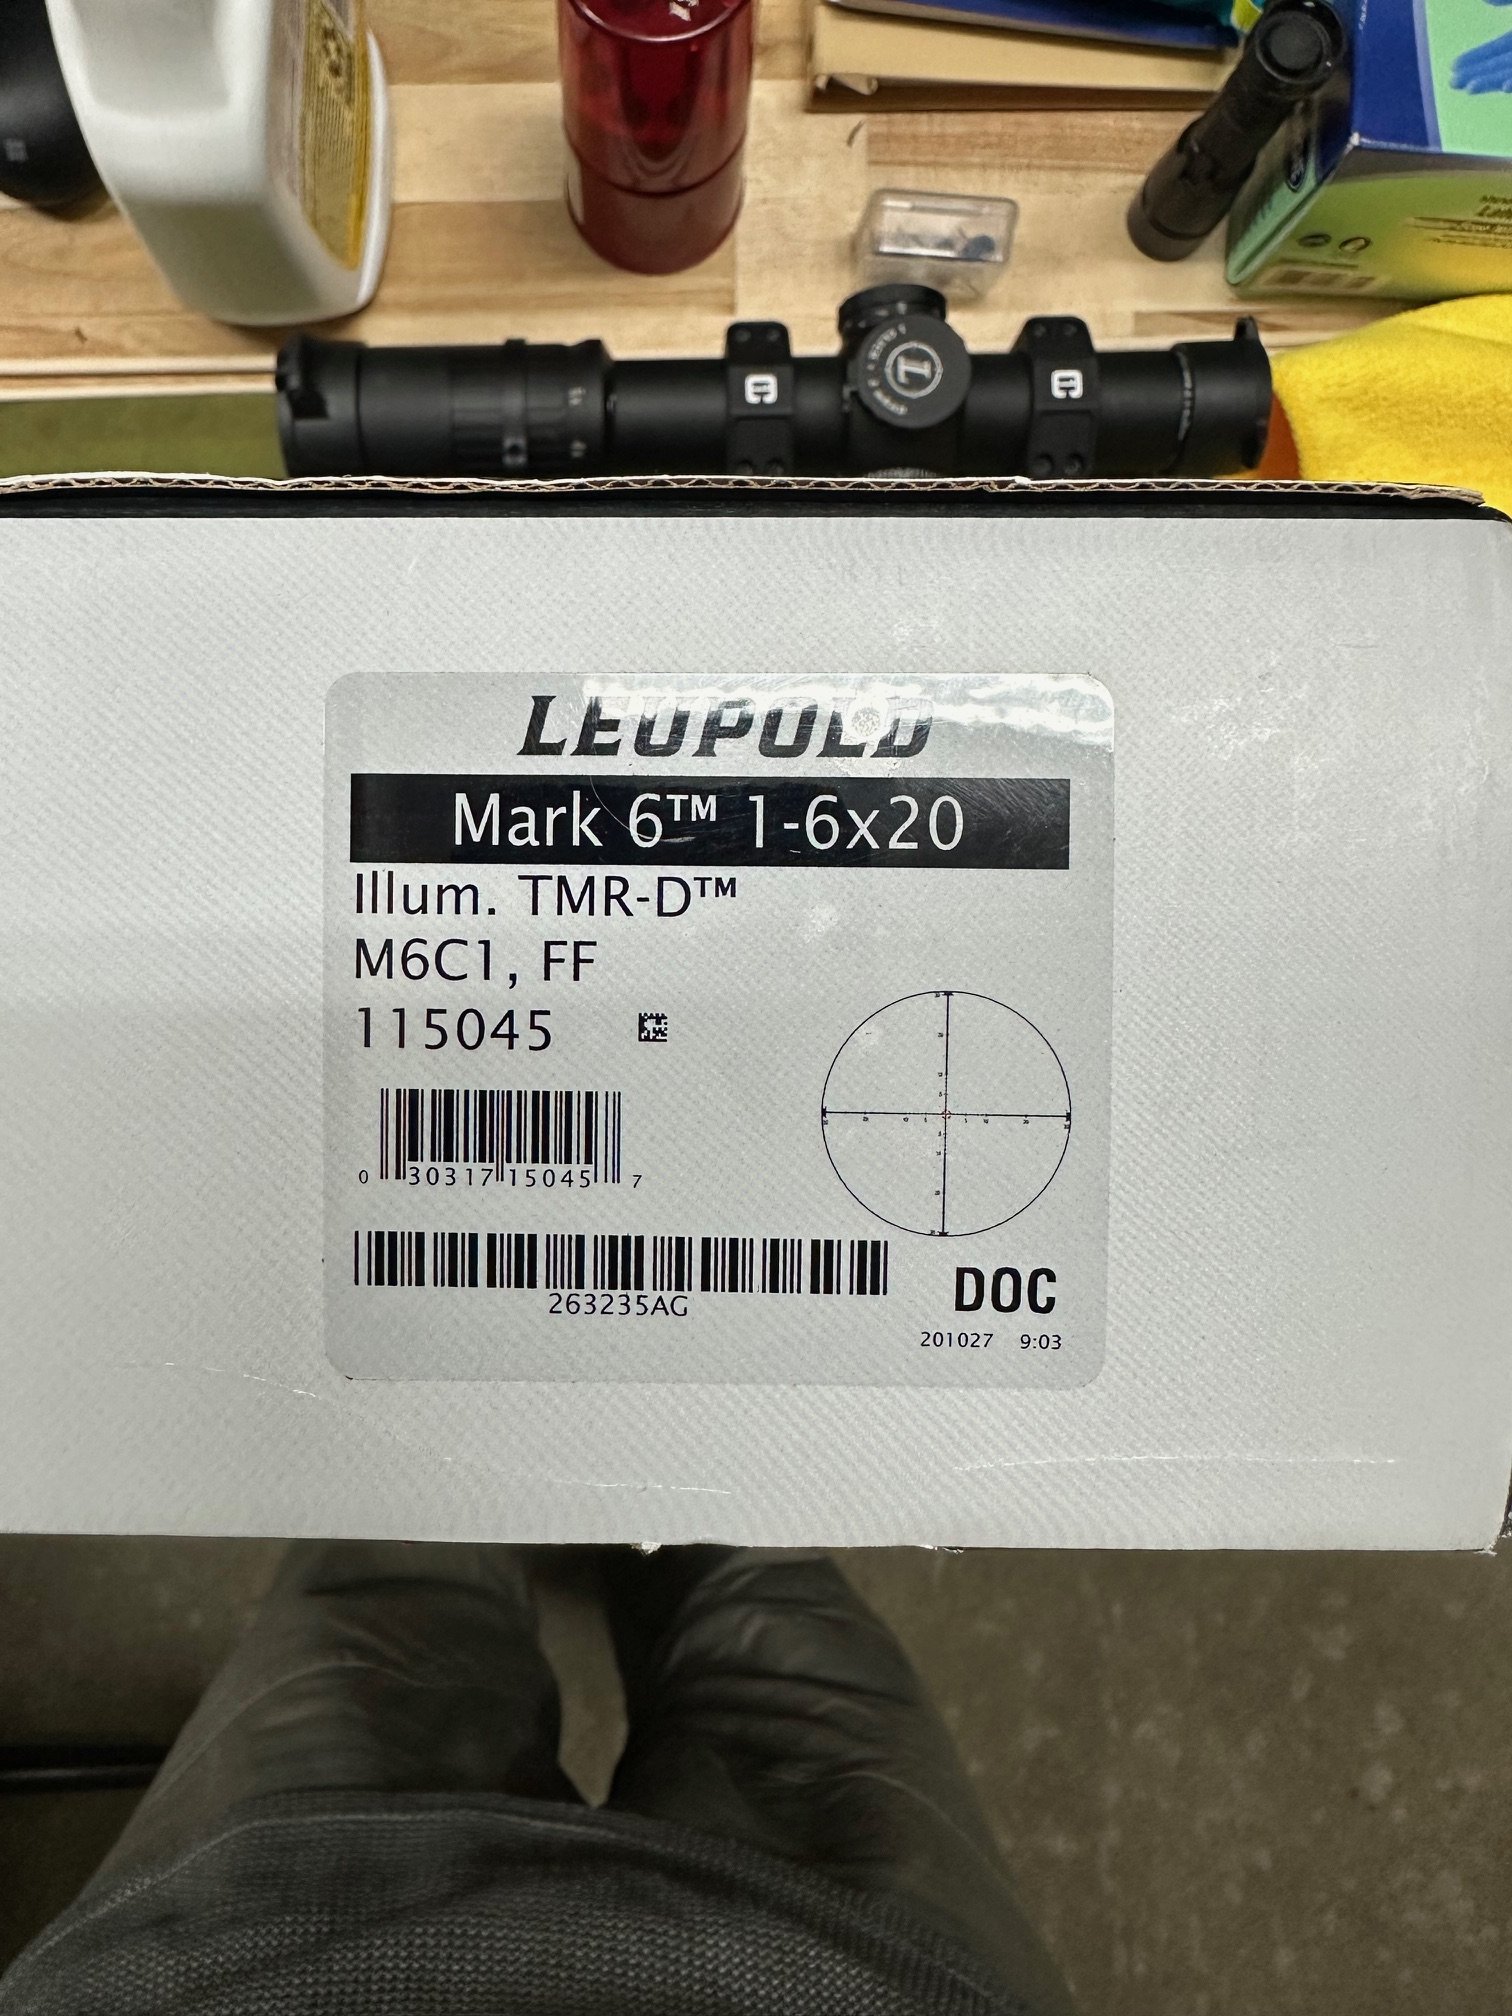 LEUPOLD
Mark 6™ 1-6x20
Illum. TMR-D™
M6C1, FF
115045
0 30317 15045 7
263235AG
DOC
201027 9:03